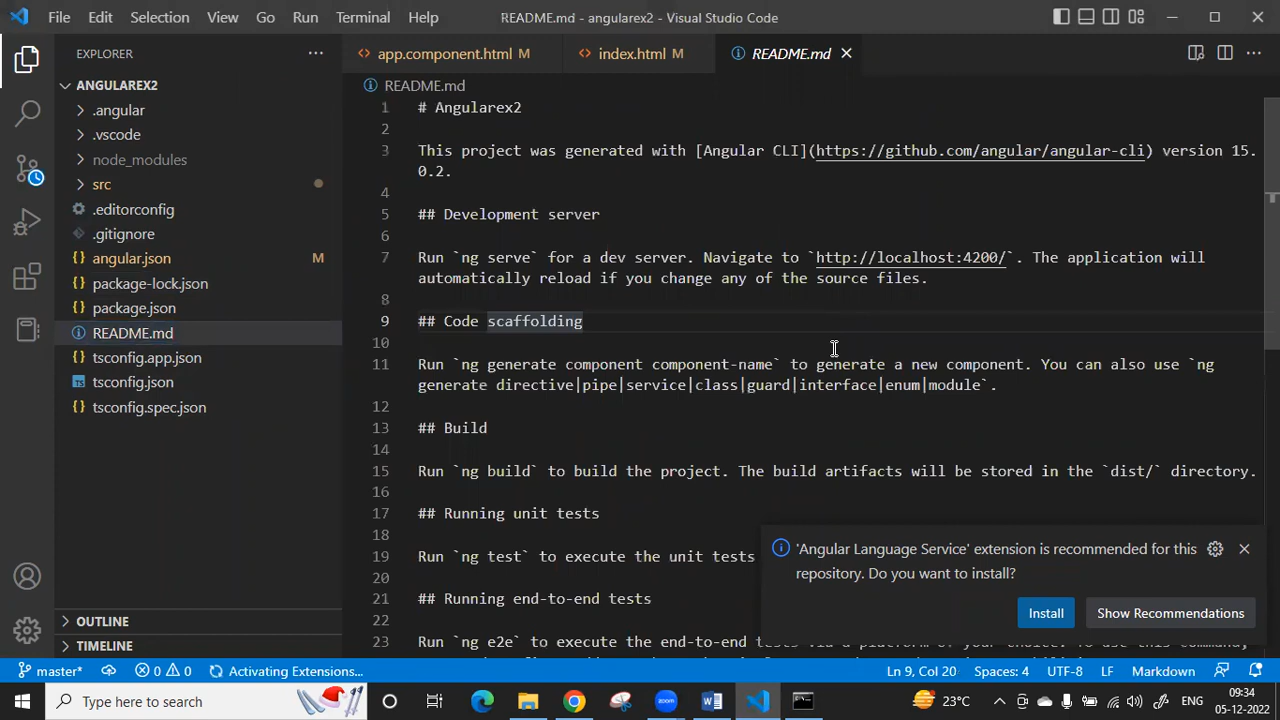 File Edit Selection View Go Run Terminal Help README.md - angularex2 - Visual Studio Code
EXPLORER
ANGULAREX2
.angular
.vscode
node_modules
src
.editorconfig
.gitignore
angular.json M
package-lock.json
package.json
README.md
tsconfig.app.json
tsconfig.json
tsconfig.spec.json
OUTLINE
TIMELINE
app.component.html M index.html M README.md
README.md
1 # Angularex2
2
3 This project was generated with [Angular CLI](https://github.com/angular/angular-cli) version 15.
0.2.
4
5 ## Development server
6
7 Run `ng serve` for a dev server. Navigate to `http://localhost:4200/`. The application will
automatically reload if you change any of the source files.
8
9 ## Code scaffolding
10
11 Run `ng generate component component-name` to generate a new component. You can also use `ng
generate directive|pipe|service|class|guard|interface|enum|module`.
12
13 ## Build
14
15 Run `ng build` to build the project. The build artifacts will be stored in the `dist/` directory.
16
17 ## Running unit tests
18
19 Run `ng test` to execute the unit tests
20
21 ## Running end-to-end tests
22
23 Run `ng e2e` to execute the end-to-end tests via a platform of your choice. To use this command,
'Angular Language Service' extension is recommended for this
repository. Do you want to install?
Install Show Recommendations
master* 0 0 Activating Extensions... Ln 9, Col 20 Spaces: 4 UTF-8 LF Markdown
Type here to search
zoom
23°C
ENG
09:34
05-12-2022